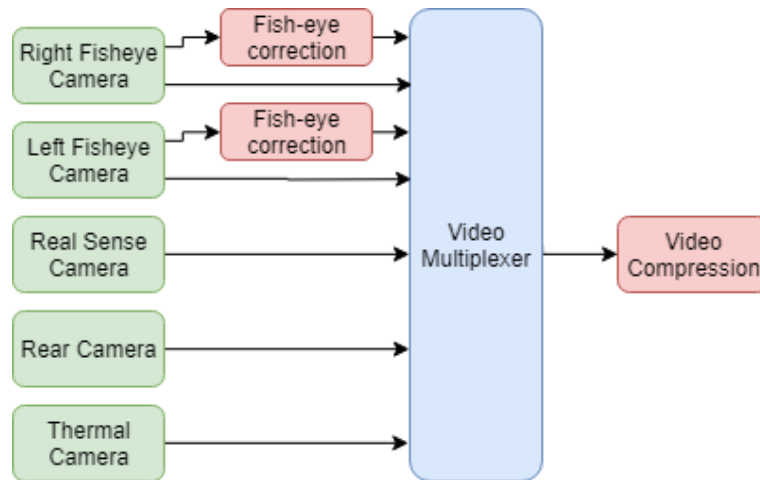 Right Fisheye
Camera
Fish-eye
correction
Left Fisheye
Camera
Fish-eye
correction
Real Sense
Camera
Rear Camera
Thermal
Camera
Video
Multiplexer
Video
Compression